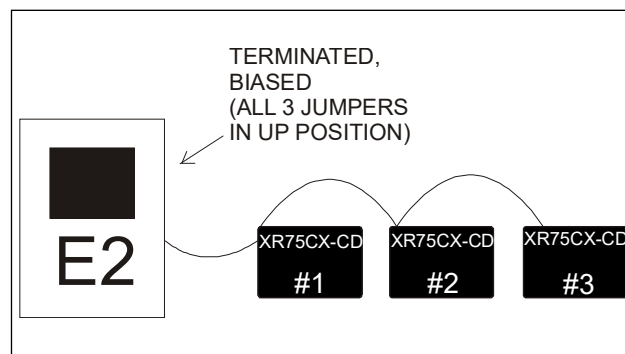 TERMINATED,
BIASED
(ALL 3 JUMPERS
IN UP POSITION)
E2
XR75CX-CD
#1
XR75CX-CD
#2
XR75CX-CD
#3